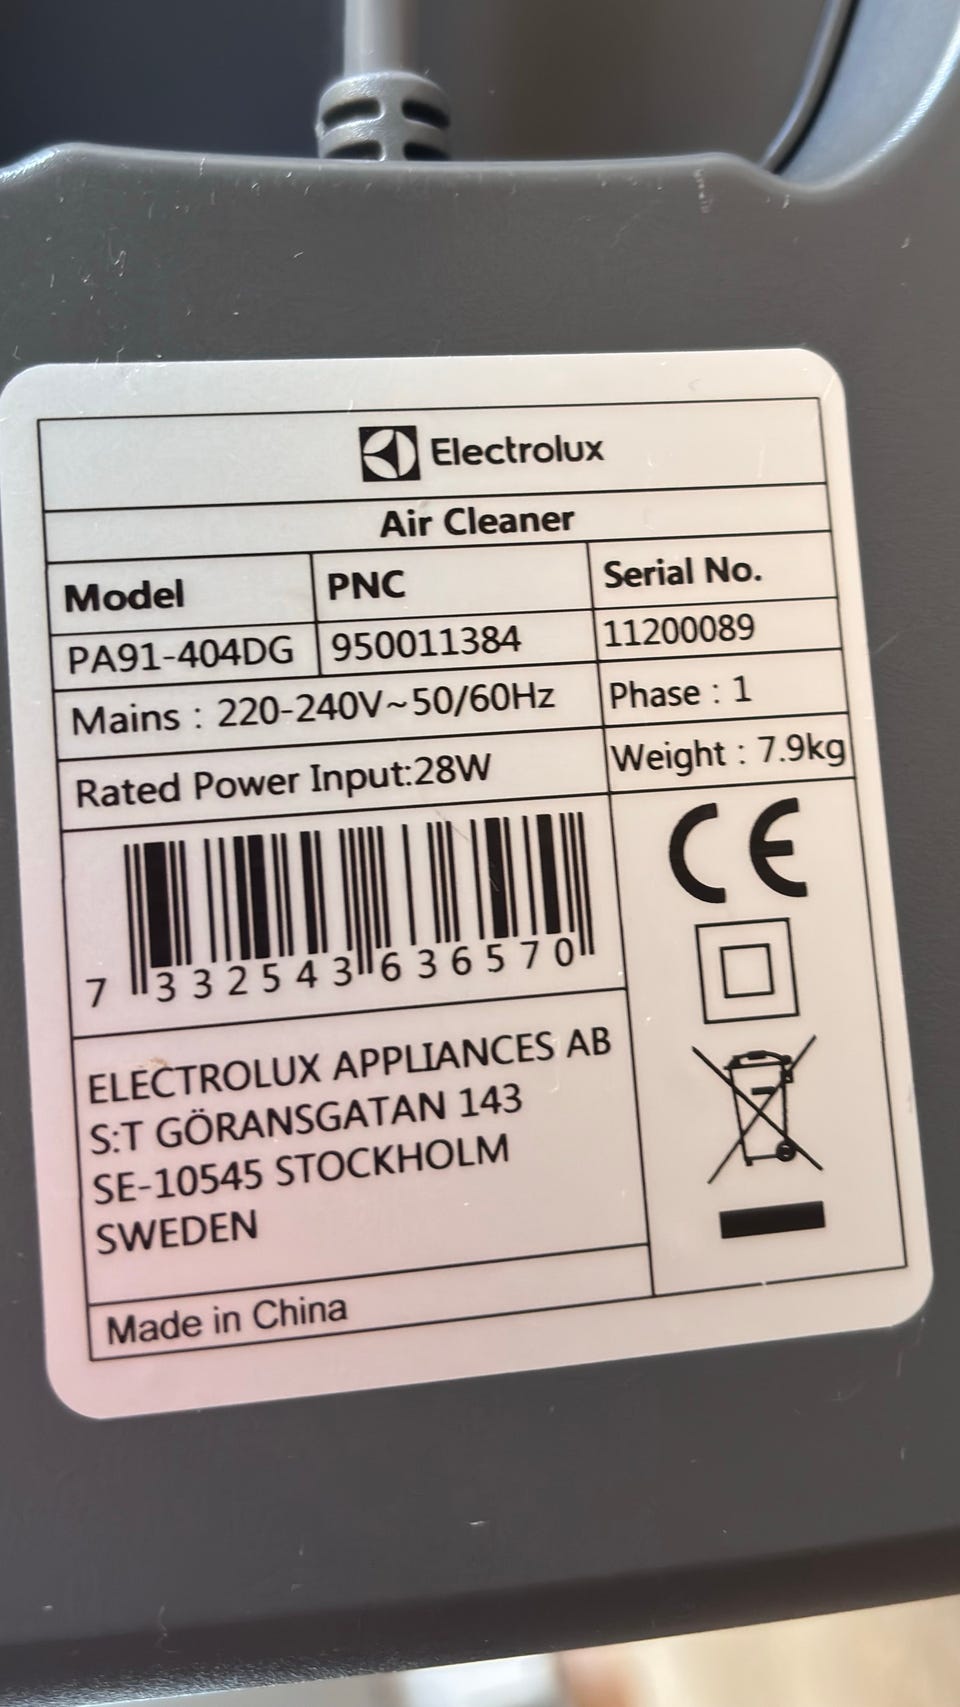 Electrolux
Air Cleaner
Model PNC Serial No.
PA91-404DG 950011384 11200089
Mains : 220-240V~50/60Hz Phase : 1
Rated Power Input:28W Weight : 7.9kg
CE
7 332543 636570
ELECTROLUX APPLIANCES AB
S:T GÖRANSGATAN 143
SE-10545 STOCKHOLM
SWEDEN
Made in China